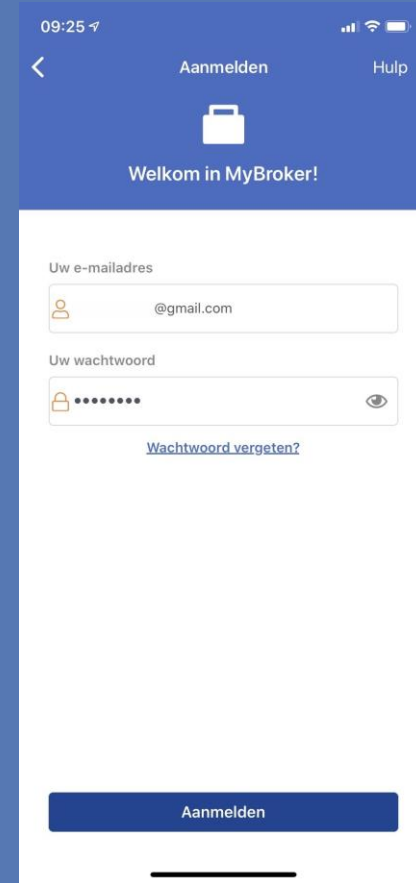 09:25
Aanmelden Hulp
Welkom in MyBroker!
Uw e-mailadres
@gmail.com
Uw wachtwoord
••••••••
Wachtwoord vergeten?
Aanmelden